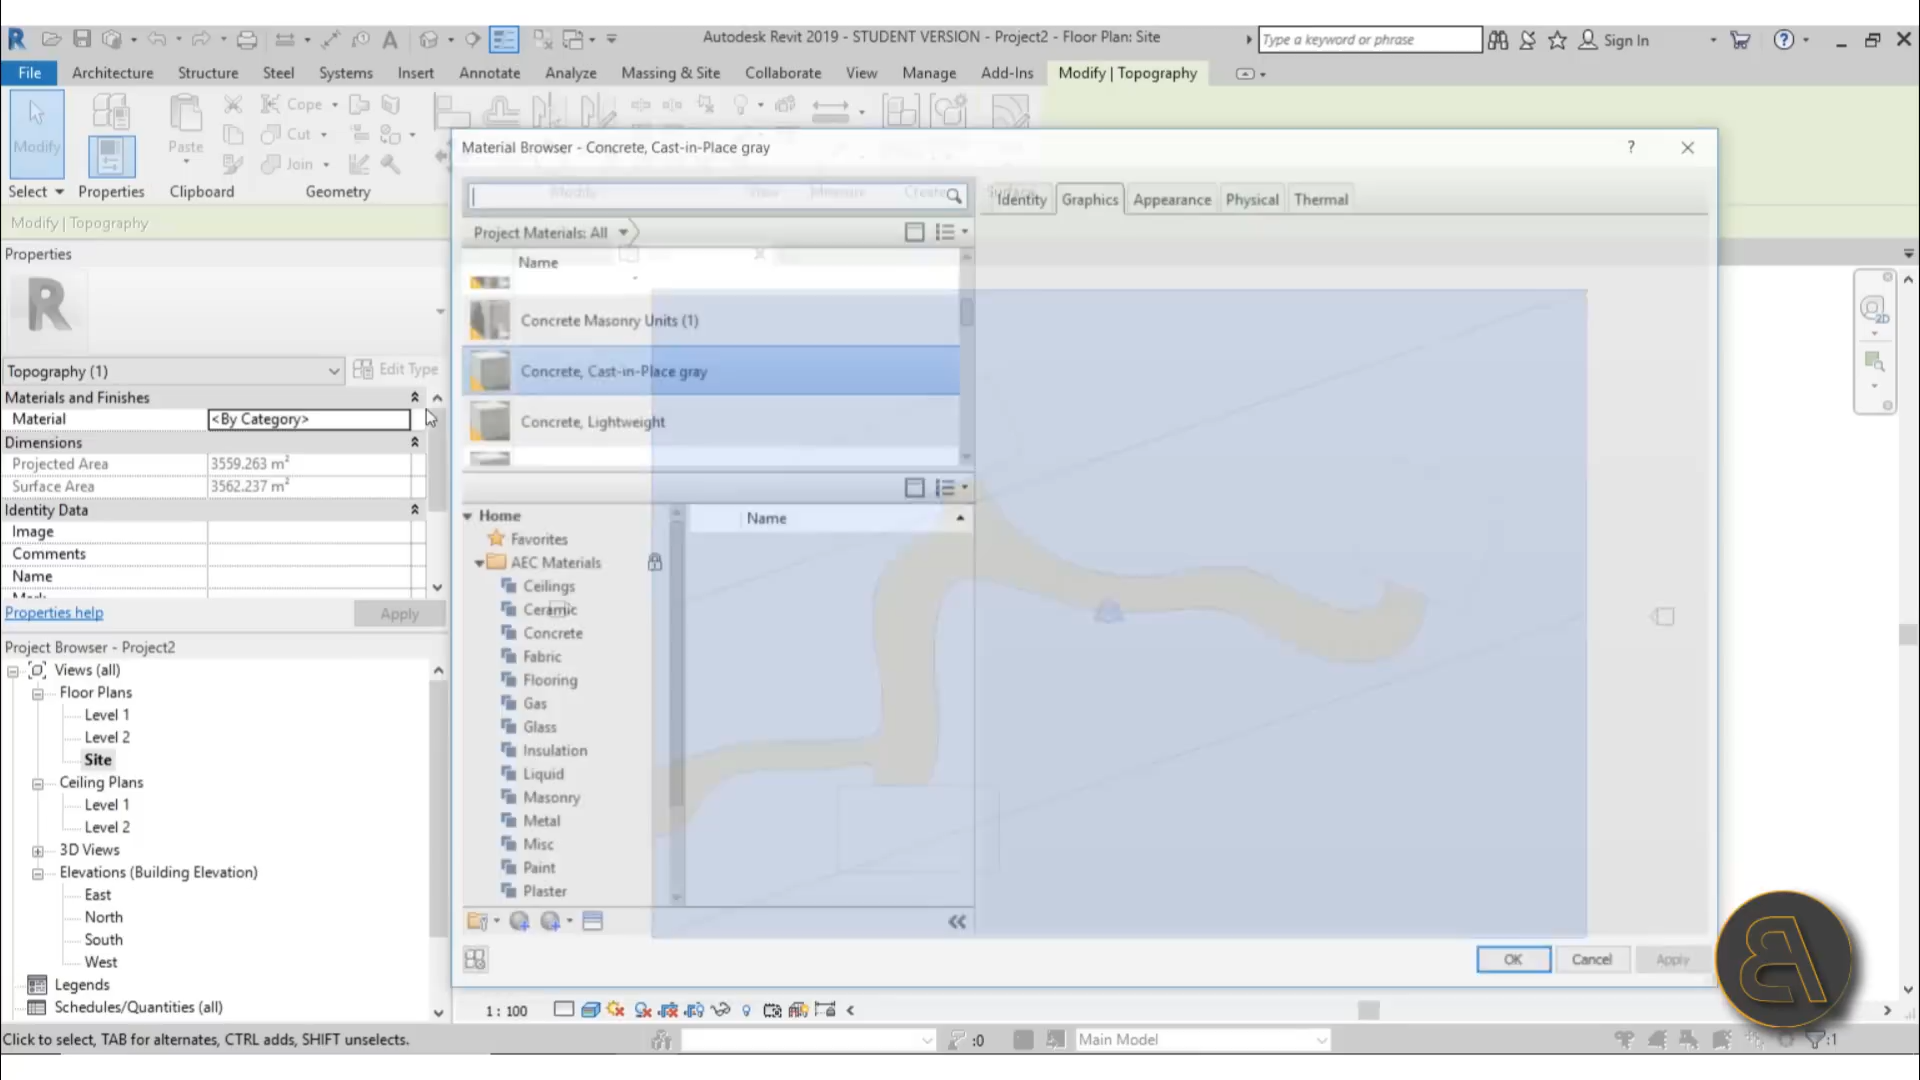 Autodesk Revit 2019 - STUDENT VERSION - Project2 - Floor Plan: Site
Type a keyword or phrase
Sign In
File Architecture Structure Steel Systems Insert Annotate Analyze Massing & Site Collaborate View Manage Add-Ins Modify | Topography
Modify
Cope
Cut
Join
Paste
Select Properties Clipboard Geometry
Modify View Measure Create Surface
Modify | Topography
Properties
R
Topography (1)
Edit Type
Materials and Finishes
Material <By Category>
Dimensions
Projected Area 3559.263 m²
Surface Area 3562.237 m²
Identity Data
Image
Comments
Name
Mark
Properties help
Apply
Project Browser - Project2
Views (all)
Floor Plans
Level 1
Level 2
Site
Ceiling Plans
Level 1
Level 2
3D Views
Elevations (Building Elevation)
East
North
South
West
Legends
Schedules/Quantities (all)
Material Browser - Concrete, Cast-in-Place gray
?
Project Materials: All
Name
Concrete Masonry Units (1)
Concrete, Cast-in-Place gray
Concrete, Lightweight
Home
Favorites
AEC Materials
Ceilings
Ceramic
Concrete
Fabric
Flooring
Gas
Glass
Insulation
Liquid
Masonry
Metal
Misc
Paint
Plaster
Name
Identity Graphics Appearance Physical Thermal
OK Cancel Apply
2D
1 : 100
Click to select, TAB for alternates, CTRL adds, SHIFT unselects.
:0
Main Model
:1